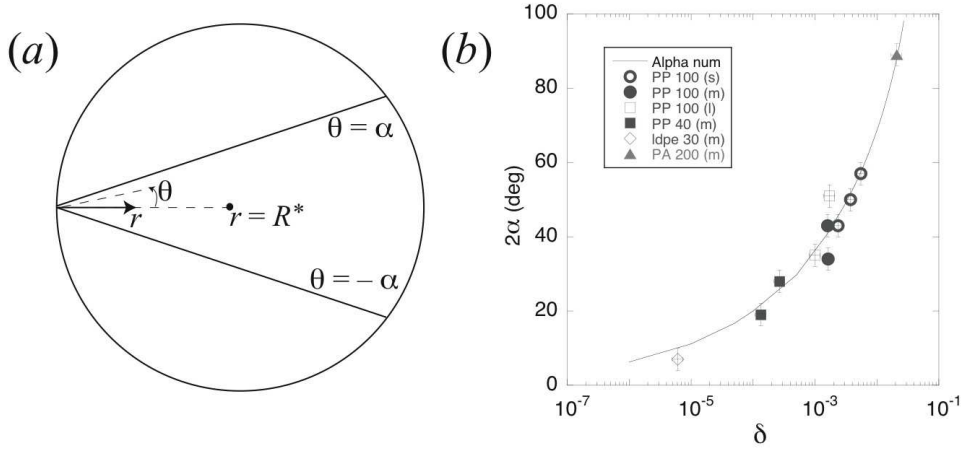 (a)
θ = α
θ
r
r = R*
θ = – α
(b)
100
80
60
40
20
0
2α (deg)
Alpha num
PP 100 (s)
PP 100 (m)
PP 100 (l)
PP 40 (m)
ldpe 30 (m)
PA 200 (m)
10-7
10-5
10-3
10-1
δ